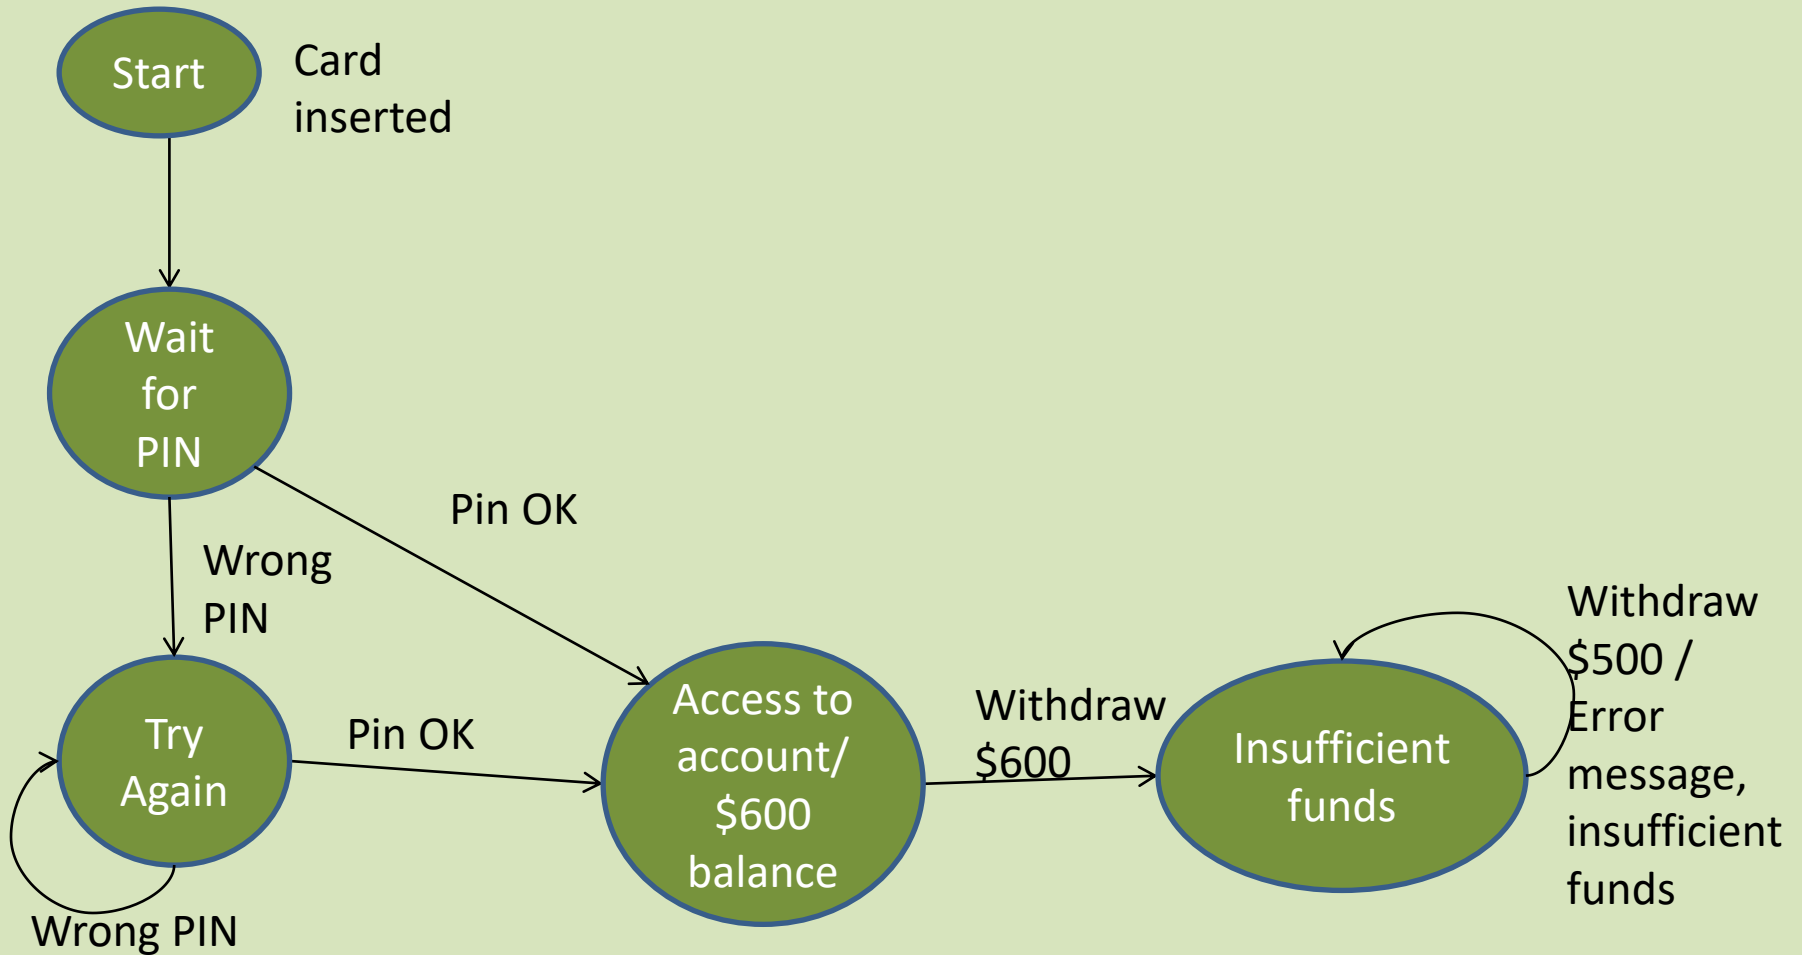 Start
Card
inserted
Wait
for
PIN
Pin OK
Wrong
PIN
Try
Again
Wrong PIN
Pin OK
Access to
account/
$600
balance
Withdraw
$600
Insufficient
funds
Withdraw
$500 /
Error
message,
insufficient
funds